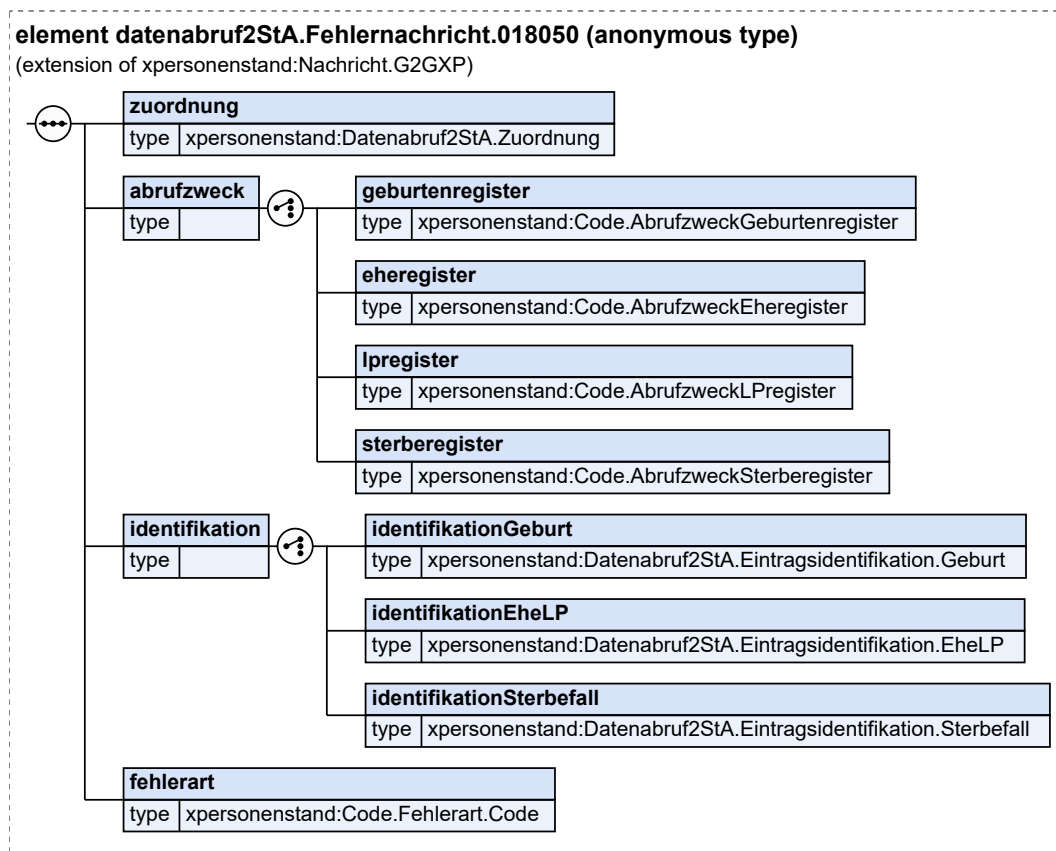 element datenabruf2StA.Fehlernachricht.018050 (anonymous type)
(extension of xpersonenstand:Nachricht.G2GXP)
zuordnung
type xpersonenstand:Datenabruf2StA.Zuordnung
abrufzweck
type
geburtenregister
type xpersonenstand:Code.AbrufzweckGeburtenregister
eheregister
type xpersonenstand:Code.AbrufzweckEheregister
lpregister
type xpersonenstand:Code.AbrufzweckLPregister
sterberegister
type xpersonenstand:Code.AbrufzweckSterberegister
identifikation
type
identifikationGeburt
type xpersonenstand:Datenabruf2StA.Eintragsidentifikation.Geburt
identifikationEheLP
type xpersonenstand:Datenabruf2StA.Eintragsidentifikation.EheLP
identifikationSterbefall
type xpersonenstand:Datenabruf2StA.Eintragsidentifikation.Sterbefall
fehlerart
type xpersonenstand:Code.Fehlerart.Code